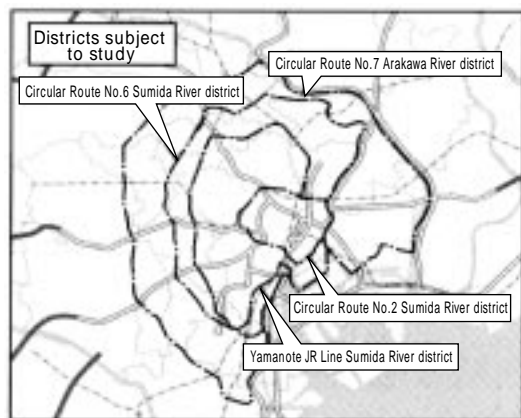 Districts subject
to study
Circular Route No.7 Arakawa River district
Circular Route No.6 Sumida River district
Circular Route No.2 Sumida River district
Yamanote JR Line Sumida River district